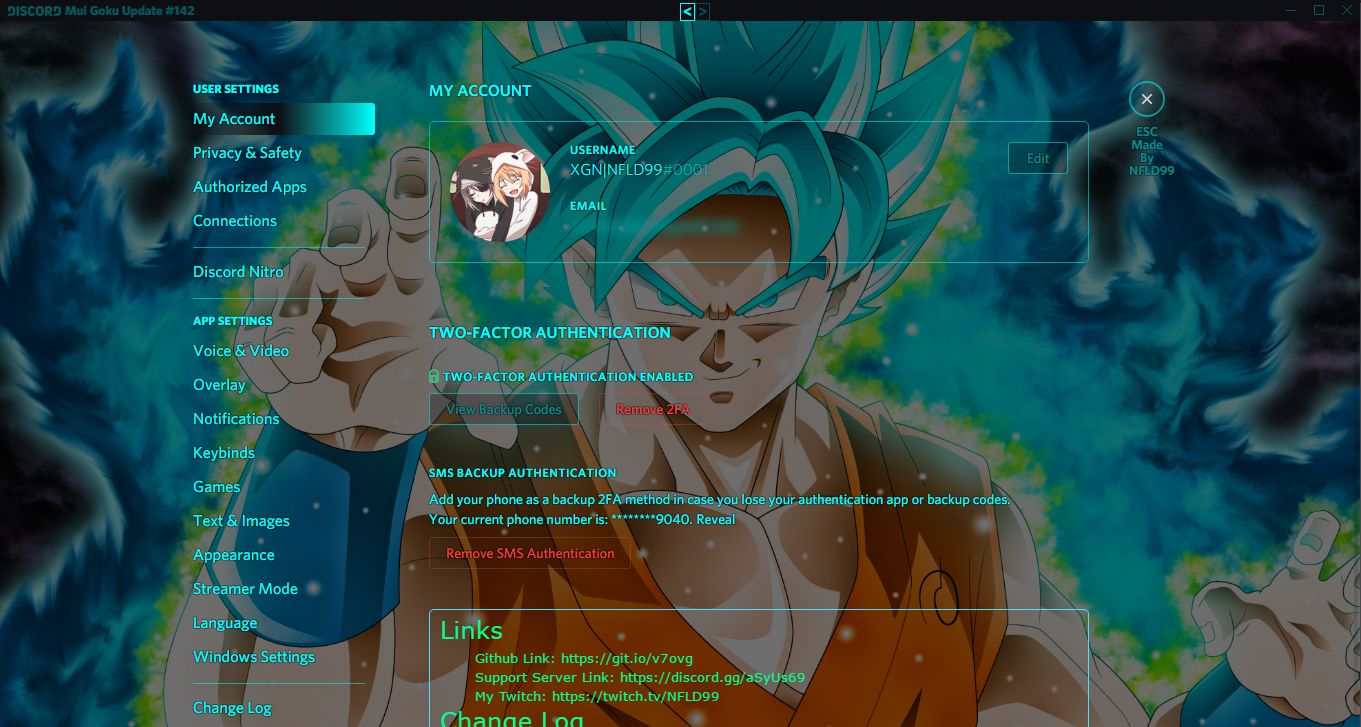 DISCORD Mui Goku Update #142
< >
USER SETTINGS
My Account
Privacy & Safety
Authorized Apps
Connections
Discord Nitro
APP SETTINGS
Voice & Video
Overlay
Notifications
Keybinds
Games
Text & Images
Appearance
Streamer Mode
Language
Windows Settings
Change Log
MY ACCOUNT
USERNAME
XGN|NFLD99#0001
Edit
EMAIL
TWO-FACTOR AUTHENTICATION
TWO-FACTOR AUTHENTICATION ENABLED
View Backup Codes
Remove 2FA
SMS BACKUP AUTHENTICATION
Add your phone as a backup 2FA method in case you lose your authentication app or backup codes.
Your current phone number is: ********9040. Reveal
Remove SMS Authentication
Links
Github Link: https://git.io/v7ovg
Support Server Link: https://discord.gg/aSyUs69
My Twitch: https://twitch.tv/NFLD99
Change Log
ESC
Made
By
NFLD99